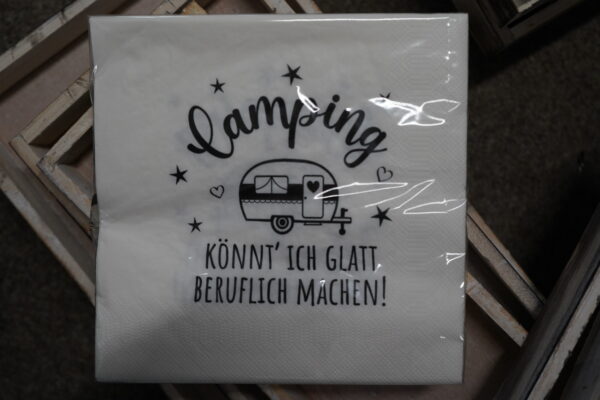 Camping
KÖNNT' ICH GLATT
BERUFLICH MACHEN!